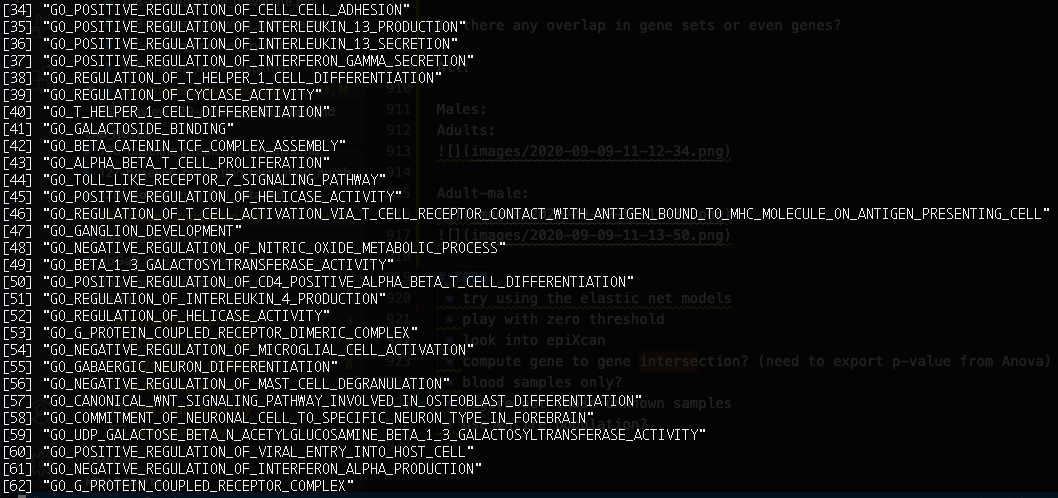 [34] "GO_POSITIVE_REGULATION_OF_CELL_CELL_ADHESION"
[35] "GO_POSITIVE_REGULATION_OF_INTERLEUKIN_13_PRODUCTION"
there any overlap in gene sets or even genes?
[36] "GO_POSITIVE_REGULATION_OF_INTERLEUKIN_13_SECRETION"
[37] "GO_POSITIVE_REGULATION_OF_INTERFERON_GAMMA_SECRETION"
[38] "GO_REGULATION_OF_T_HELPER_1_CELL_DIFFERENTIATION"
[39] "GO_REGULATION_OF_CYCLASE_ACTIVITY"
910
[40] "GO_T_HELPER_1_CELL_DIFFERENTIATION"
911 Males:
[41] "GO_GALACTOSIDE_BINDING"
912 Adults:
[42] "GO_BETA_CATENIN_TCF_COMPLEX_ASSEMBLY"
913 ![](images/2020-09-09-11-12-34.png)
[43] "GO_ALPHA_BETA_T_CELL_PROLIFERATION"
914
[44] "GO_TOLL_LIKE_RECEPTOR_7_SIGNALING_PATHWAY"
[45] "GO_POSITIVE_REGULATION_OF_HELICASE_ACTIVITY"
Adult-male:
[46] "GO_REGULATION_OF_T_CELL_ACTIVATION_VIA_T_CELL_RECEPTOR_CONTACT_WITH_ANTIGEN_BOUND_TO_MHC_MOLECULE_ON_ANTIGEN_PRESENTING_CELL"
[47] "GO_GANGLION_DEVELOPMENT"
917 ![](images/2020-09-09-11-13-50.png)
[48] "GO_NEGATIVE_REGULATION_OF_NITRIC_OXIDE_METABOLIC_PROCESS"
[49] "GO_BETA_1_3_GALACTOSYLTRANSFERASE_ACTIVITY"
[50] "GO_POSITIVE_REGULATION_OF_CD4_POSITIVE_ALPHA_BETA_T_CELL_DIFFERENTIATION"
[51] "GO_REGULATION_OF_INTERLEUKIN_4_PRODUCTION"
920 * try using the elastic net models
[52] "GO_REGULATION_OF_HELICASE_ACTIVITY"
921 * play with zero threshold
[53] "GO_G_PROTEIN_COUPLED_RECEPTOR_DIMERIC_COMPLEX"
* look into epiXcan
[54] "GO_NEGATIVE_REGULATION_OF_MICROGLIAL_CELL_ACTIVATION"
923 * compute gene to gene intersection? (need to export p-value from Anova)
[55] "GO_GABAERGIC_NEURON_DIFFERENTIATION"
[56] "GO_NEGATIVE_REGULATION_OF_MAST_CELL_DEGRANULATION"
* blood samples only?
[57] "GO_CANONICAL_WNT_SIGNALING_PATHWAY_INVOLVED_IN_OSTEOBLAST_DIFFERENTIATION"
samples
[58] "GO_COMMITMENT_OF_NEURONAL_CELL_TO_SPECIFIC_NEURON_TYPE_IN_FOREBRAIN"
[59] "GO_UDP_GALACTOSE_BETA_N_ACETYLGLUCOSAMINE_BETA_1_3_GALACTOSYLTRANSFERASE_ACTIVITY"
[60] "GO_POSITIVE_REGULATION_OF_VIRAL_ENTRY_INTO_HOST_CELL"
[61] "GO_NEGATIVE_REGULATION_OF_INTERFERON_ALPHA_PRODUCTION"
[62] "GO_G_PROTEIN_COUPLED_RECEPTOR_COMPLEX"